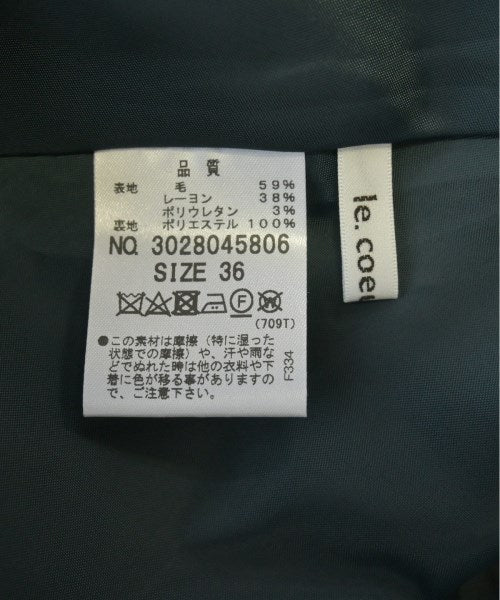 品質
表地 毛 59%
レーヨン 38%
ポリウレタン 3%
裏地 ポリエステル 100%
NO. 3028045806
SIZE 36
F W
(709T)
●この素材は摩擦（特に湿った
状態での摩擦）や、汗や雨な
どでぬれた時は他の衣料や下
着に色が移る事がありますの
で、ご注意下さい。
F334
le.coeu